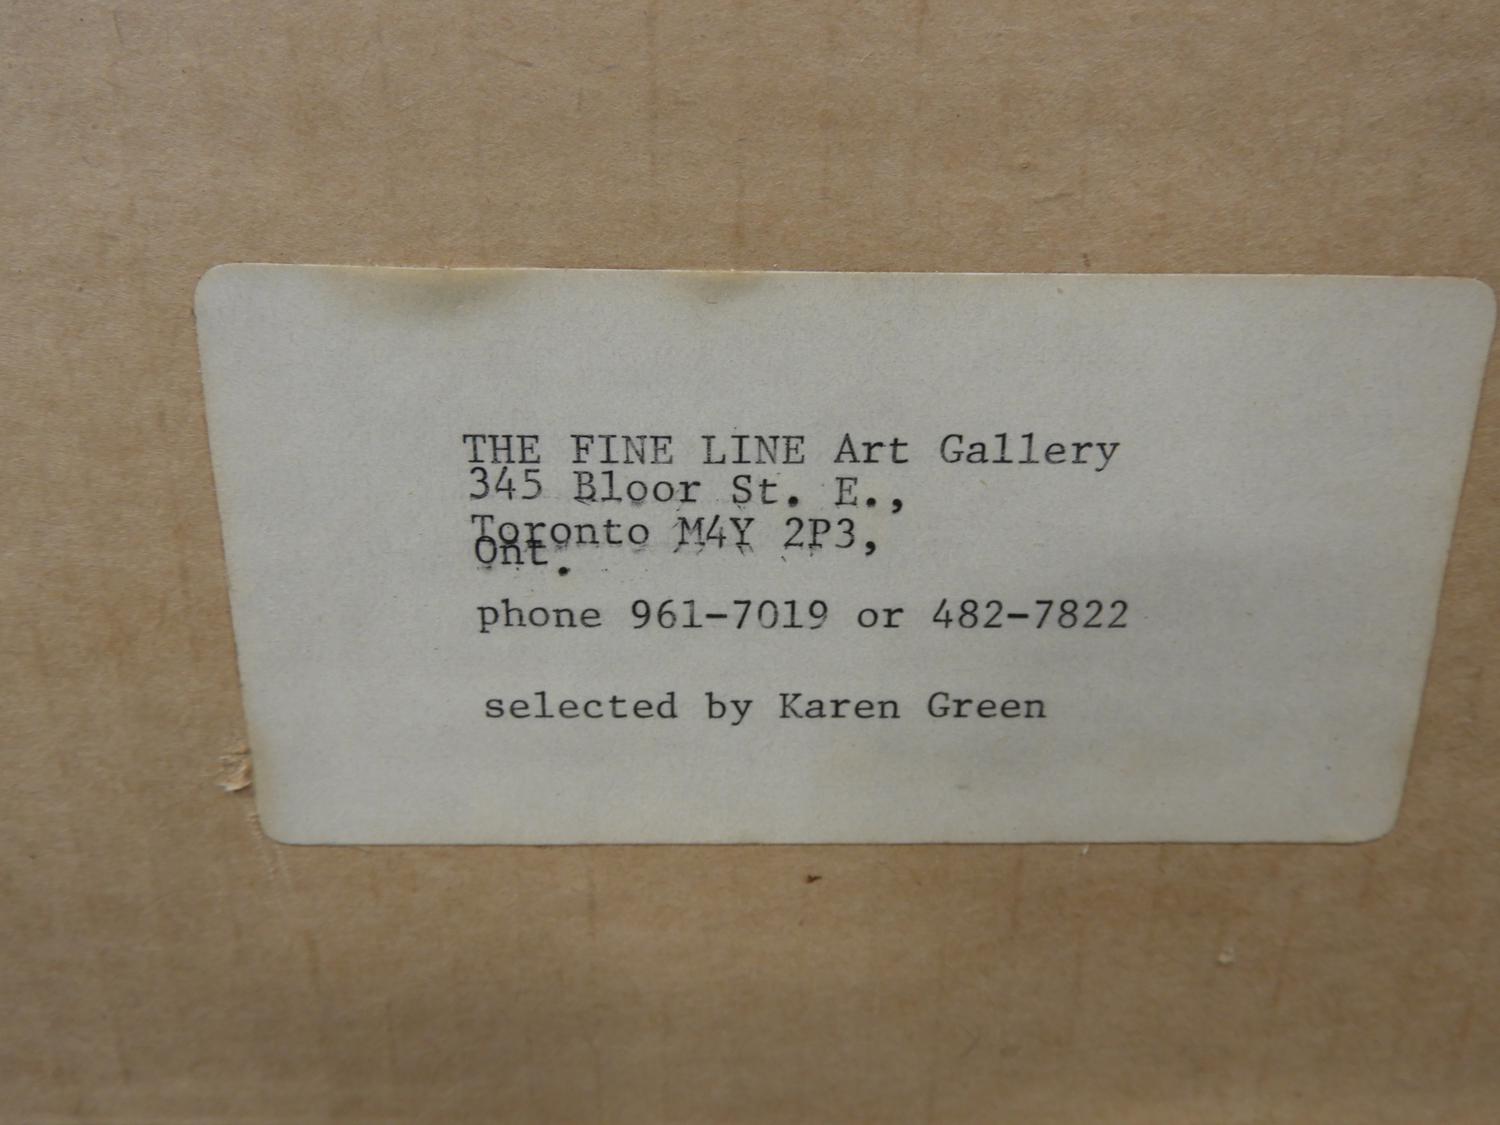 THE FINE LINE Art Gallery
345 Bloor St. E.,
Toronto M4Y 2P3,
Ont.
phone 961-7019 or 482-7822
selected by Karen Green